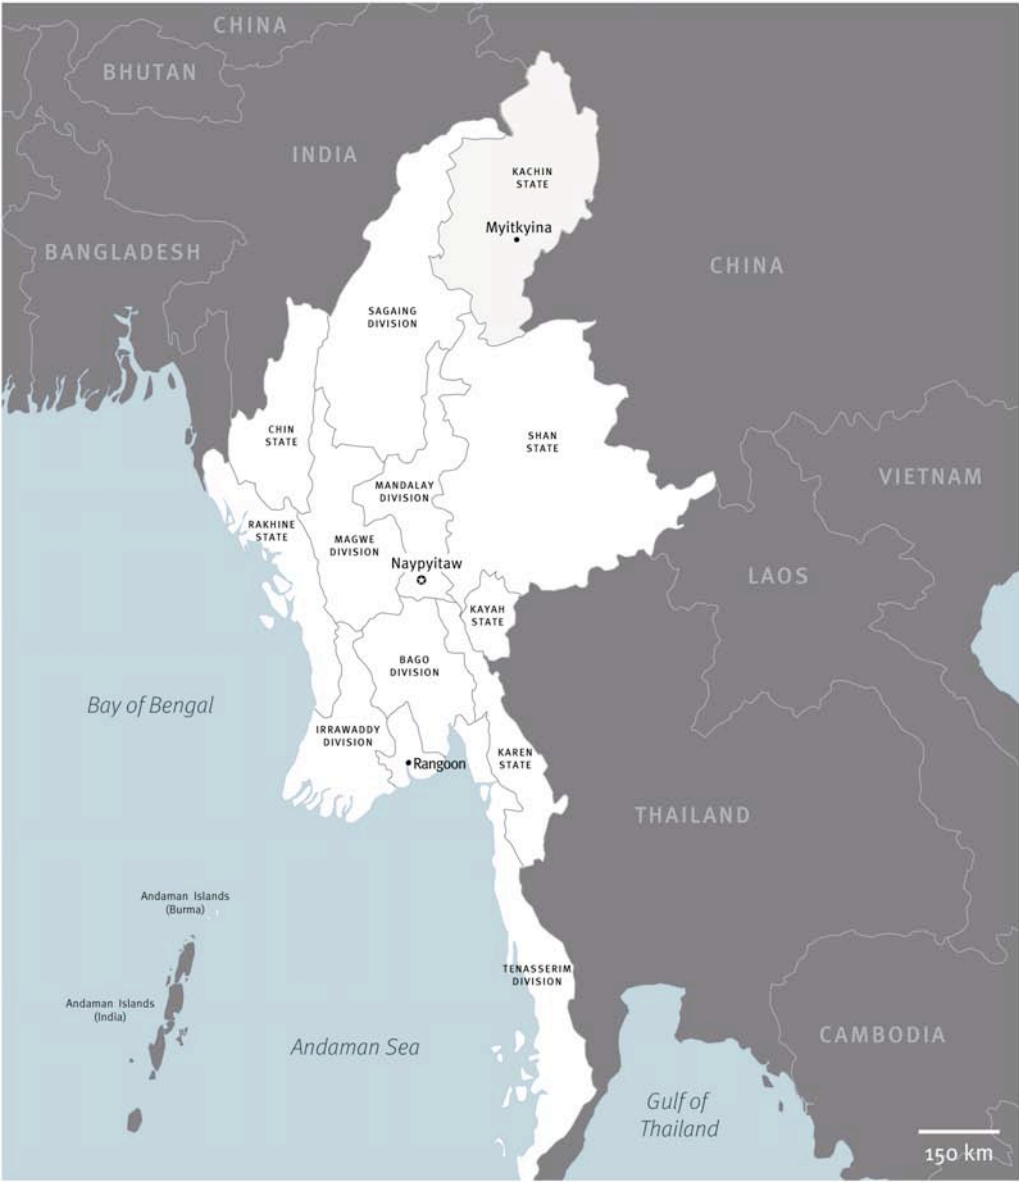 CHINA
BHUTAN
INDIA
KACHIN
STATE
Myitkyina
BANGLADESH
CHINA
SAGAING
DIVISION
CHIN
STATE
SHAN
STATE
VIETNAM
MANDALAY
DIVISION
RAKHINE
STATE
MAGWE
DIVISION
Naypyitaw
LAOS
KAYAH
STATE
BAGO
DIVISION
Bay of Bengal
IRRAWADDY
DIVISION
KAREN
STATE
Rangoon
THAILAND
Andaman Islands
(Burma)
TENASSERIM
DIVISION
Andaman Islands
(India)
CAMBODIA
Andaman Sea
Gulf of
Thailand
150 km